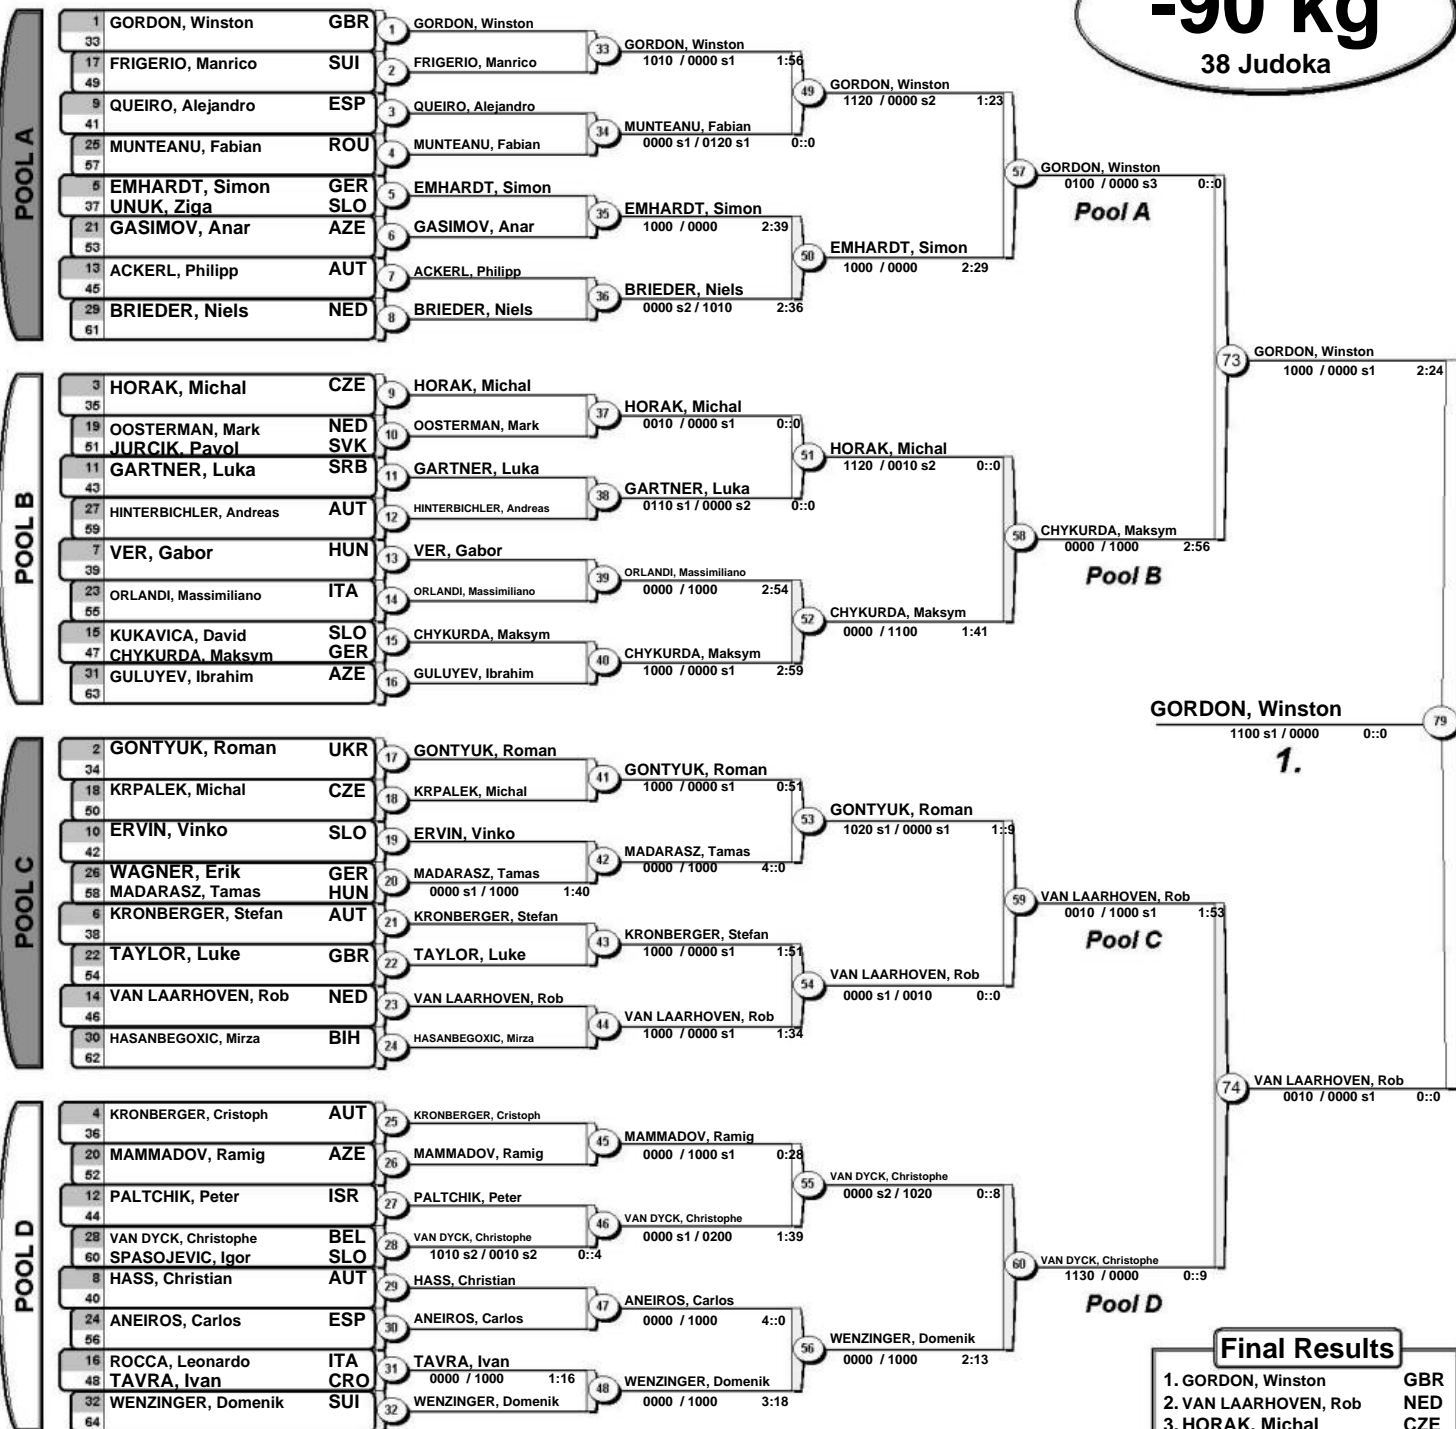 -90 kg
38 Judoka
POOL A
1 GORDON, Winston GBR
33
17 FRIGERIO, Manrico SUI
49
9 QUEIRO, Alejandro ESP
41
25 MUNTEANU, Fabian ROU
57
5 EMHARDT, Simon GER
37 UNUK, Ziga SLO
21 GASIMOV, Anar AZE
53
13 ACKERL, Philipp AUT
45
29 BRIEDER, Niels NED
61
1 GORDON, Winston
2 FRIGERIO, Manrico
3 QUEIRO, Alejandro
4 MUNTEANU, Fabian
5 EMHARDT, Simon
6 GASIMOV, Anar
7 ACKERL, Philipp
8 BRIEDER, Niels
33 GORDON, Winston
1010 / 0000 s1 1:56
34 MUNTEANU, Fabian
0000 s1 / 0120 s1 0::0
35 EMHARDT, Simon
1000 / 0000 2:39
36 BRIEDER, Niels
0000 s2 / 1010 2:36
49 GORDON, Winston
1120 / 0000 s2 1:23
50 EMHARDT, Simon
1000 / 0000 2:29
57 GORDON, Winston
0100 / 0000 s3 0::0
Pool A
POOL B
3 HORAK, Michal CZE
35
19 OOSTERMAN, Mark NED
51 JURCIK, Pavol SVK
11 GARTNER, Luka SRB
43
27 HINTERBICHLER, Andreas AUT
59
7 VER, Gabor HUN
39
23 ORLANDI, Massimiliano ITA
55
15 KUKAVICA, David SLO
47 CHYKURDA, Maksym GER
31 GULUYEV, Ibrahim AZE
63
9 HORAK, Michal
10 OOSTERMAN, Mark
11 GARTNER, Luka
12 HINTERBICHLER, Andreas
13 VER, Gabor
14 ORLANDI, Massimiliano
15 CHYKURDA, Maksym
16 GULUYEV, Ibrahim
37 HORAK, Michal
0010 / 0000 s1 0::0
38 GARTNER, Luka
0110 s1 / 0000 s2 0::0
39 ORLANDI, Massimiliano
0000 / 1000 2:54
40 CHYKURDA, Maksym
1000 / 0000 s1 2:59
51 HORAK, Michal
1120 / 0010 s2 0::0
52 CHYKURDA, Maksym
0000 / 1100 1:41
58 CHYKURDA, Maksym
0000 / 1000 2:56
Pool B
73 GORDON, Winston
1000 / 0000 s1 2:24
GORDON, Winston 79
1100 s1 / 0000 0::0
1.
POOL C
2 GONTYUK, Roman UKR
34
18 KRPALEK, Michal CZE
50
10 ERVIN, Vinko SLO
42
26 WAGNER, Erik GER
58 MADARASZ, Tamas HUN
6 KRONBERGER, Stefan AUT
38
22 TAYLOR, Luke GBR
54
14 VAN LAARHOVEN, Rob NED
46
30 HASANBEGOXIC, Mirza BIH
62
17 GONTYUK, Roman
18 KRPALEK, Michal
19 ERVIN, Vinko
20 MADARASZ, Tamas
0000 s1 / 1000 1:40
21 KRONBERGER, Stefan
22 TAYLOR, Luke
23 VAN LAARHOVEN, Rob
24 HASANBEGOXIC, Mirza
41 GONTYUK, Roman
1000 / 0000 s1 0:51
42 MADARASZ, Tamas
0000 / 1000 4::0
43 KRONBERGER, Stefan
1000 / 0000 s1 1:51
44 VAN LAARHOVEN, Rob
1000 / 0000 s1 1:34
53 GONTYUK, Roman
1020 s1 / 0000 s1 1::9
54 VAN LAARHOVEN, Rob
0000 s1 / 0010 0::0
59 VAN LAARHOVEN, Rob
0010 / 1000 s1 1:53
Pool C
POOL D
4 KRONBERGER, Cristoph AUT
36
20 MAMMADOV, Ramig AZE
52
12 PALTCHIK, Peter ISR
44
28 VAN DYCK, Christophe BEL
60 SPASOJEVIC, Igor SLO
8 HASS, Christian AUT
40
24 ANEIROS, Carlos ESP
56
16 ROCCA, Leonardo ITA
48 TAVRA, Ivan CRO
32 WENZINGER, Domenik SUI
64
25 KRONBERGER, Cristoph
26 MAMMADOV, Ramig
27 PALTCHIK, Peter
28 VAN DYCK, Christophe
1010 s2 / 0010 s2 0::4
29 HASS, Christian
30 ANEIROS, Carlos
31 TAVRA, Ivan
0000 / 1000 1:16
32 WENZINGER, Domenik
45 MAMMADOV, Ramig
0000 / 1000 s1 0:28
46 VAN DYCK, Christophe
0000 s1 / 0200 1:39
47 ANEIROS, Carlos
0000 / 1000 4::0
48 WENZINGER, Domenik
0000 / 1000 3:18
55 VAN DYCK, Christophe
0000 s2 / 1020 0::8
56 WENZINGER, Domenik
0000 / 1000 2:13
60 VAN DYCK, Christophe
1130 / 0000 0::9
Pool D
74 VAN LAARHOVEN, Rob
0010 / 0000 s1 0::0
Final Results
1. GORDON, Winston GBR
2. VAN LAARHOVEN, Rob NED
3. HORAK, Michal CZE